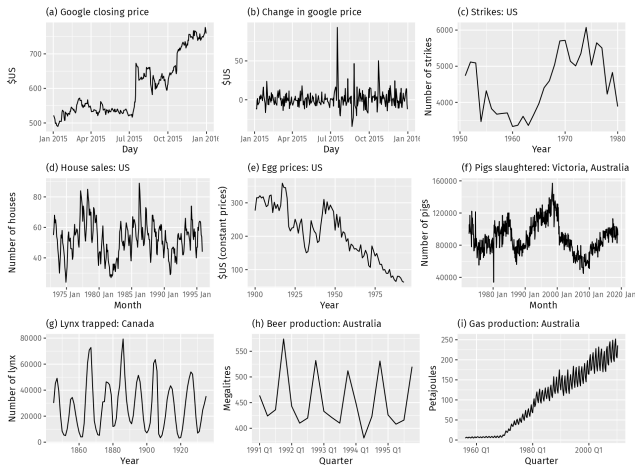 (a) Google closing price
$US
700
600
500
Jan 2015 Apr 2015 Jul 2015 Oct 2015 Jan 2016
Day
(b) Change in google price
$US
50
0
Jan 2015 Apr 2015 Jul 2015 Oct 2015 Jan 2016
Day
(c) Strikes: US
Number of strikes
6000
5000
4000
1950 1960 1970 1980
Year
(d) House sales: US
Number of houses
80
60
40
1975 Jan 1980 Jan 1985 Jan 1990 Jan 1995 Jan
Month
(e) Egg prices: US
$US (constant prices)
300
200
100
1900 1925 1950 1975
Year
(f) Pigs slaughtered: Victoria, Australia
Number of pigs
160000
120000
80000
40000
1980 Jan 1990 Jan 2000 Jan 2010 Jan 2020 Jan
Month
(g) Lynx trapped: Canada
Number of lynx
80000
60000
40000
20000
0
1860 1880 1900 1920
Year
(h) Beer production: Australia
Megalitres
550
500
450
400
1991 Q1 1992 Q1 1993 Q1 1994 Q1 1995 Q1
Quarter
(i) Gas production: Australia
Petajoules
250
200
150
100
50
0
1960 Q1 1980 Q1 2000 Q1
Quarter